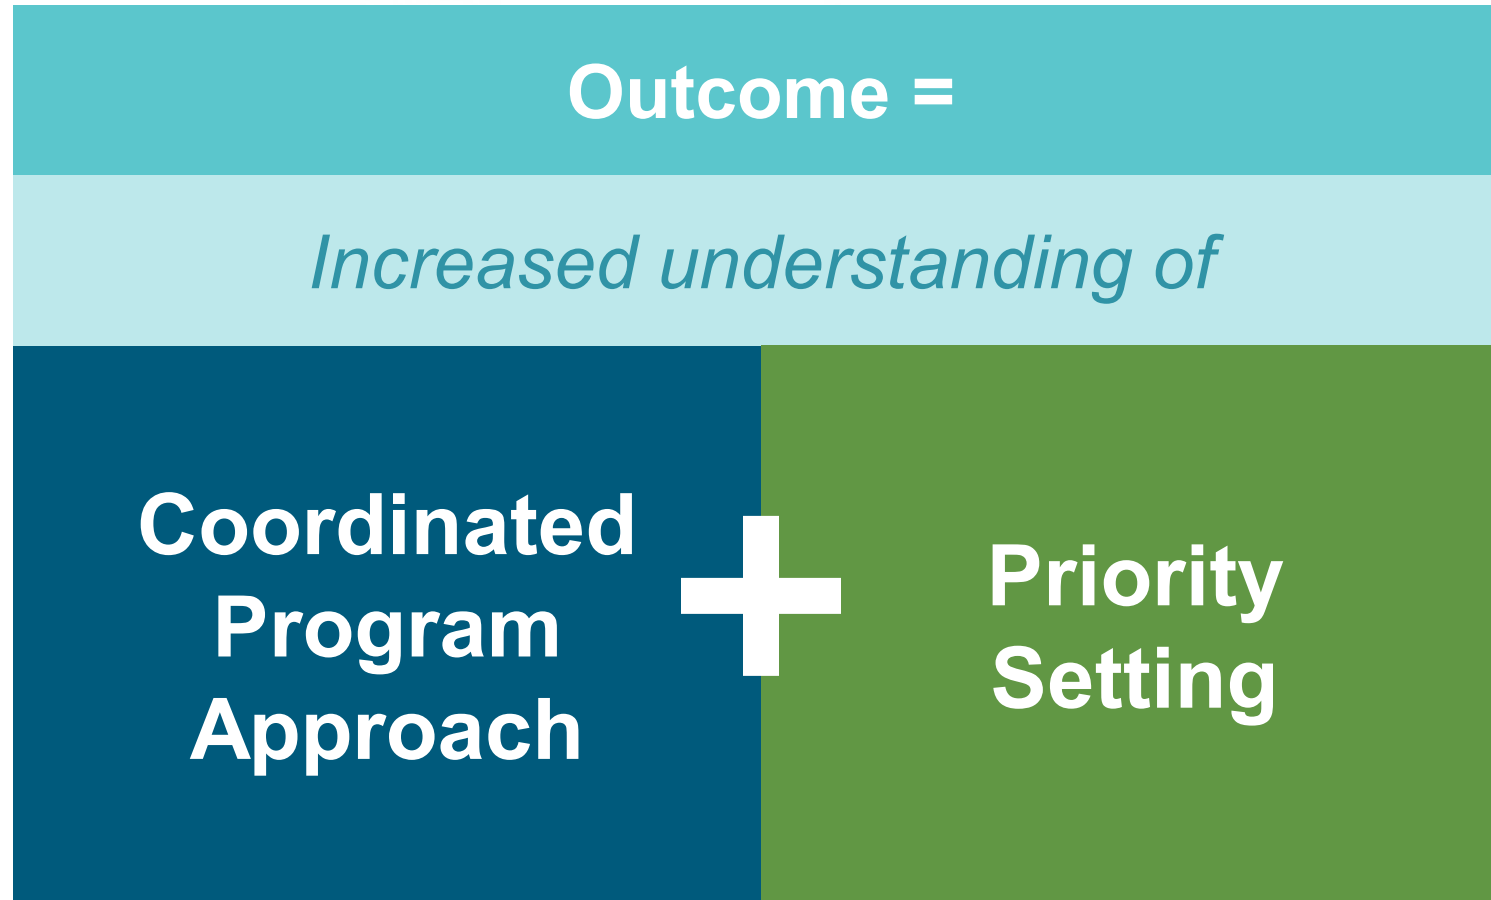 Outcome =
Increased understanding of
Coordinated
Program
Approach
Priority
Setting